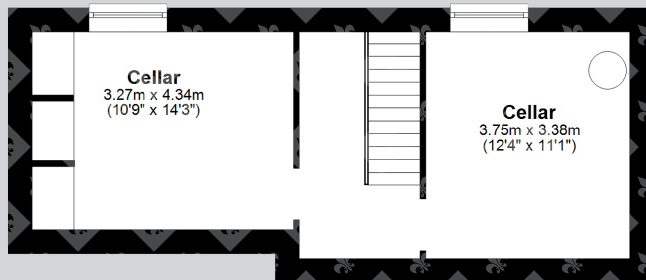 Cellar
3.27m x 4.34m
(10'9" x 14'3")
Cellar
3.75m x 3.38m
(12'4" x 11'1")